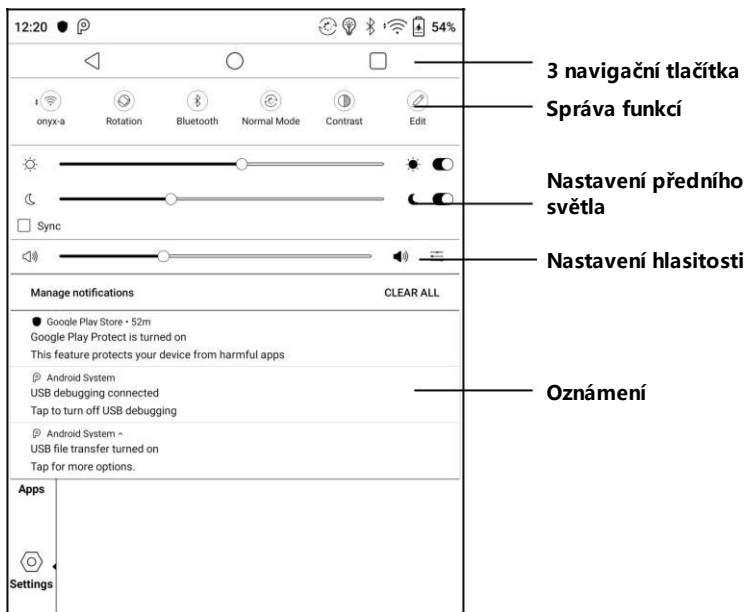 12:20 54%
3 navigační tlačítka
onyx-a Rotation Bluetooth Normal Mode Contrast Edit
Správa funkcí
Nastavení předního
světla
Sync
Nastavení hlasitosti
Manage notifications CLEAR ALL
Google Play Store • 52m
Google Play Protect is turned on
This feature protects your device from harmful apps
Android System
USB debugging connected
Tap to turn off USB debugging
Oznámení
Android System
USB file transfer turned on
Tap for more options.
Apps
Settings